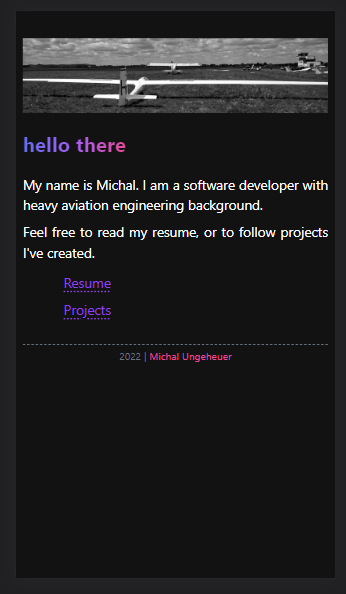 hello there
My name is Michal. I am a software developer with
heavy aviation engineering background.
Feel free to read my resume, or to follow projects
I've created.
Resume
Projects
2022 | Michal Ungeheuer